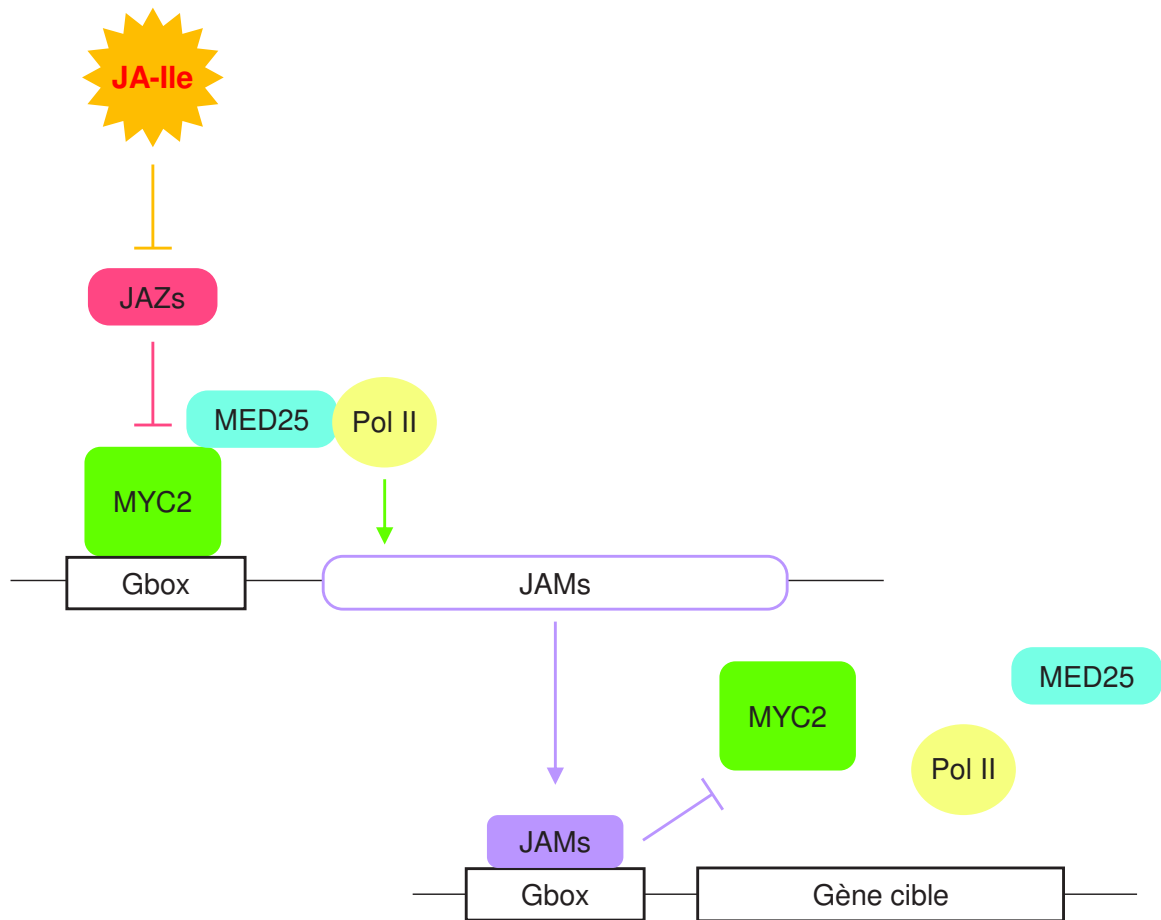 JA-Ile
JAZs
MED25
Pol II
MYC2
Gbox
JAMs
MED25
MYC2
Pol II
JAMs
Gbox
Gène cible